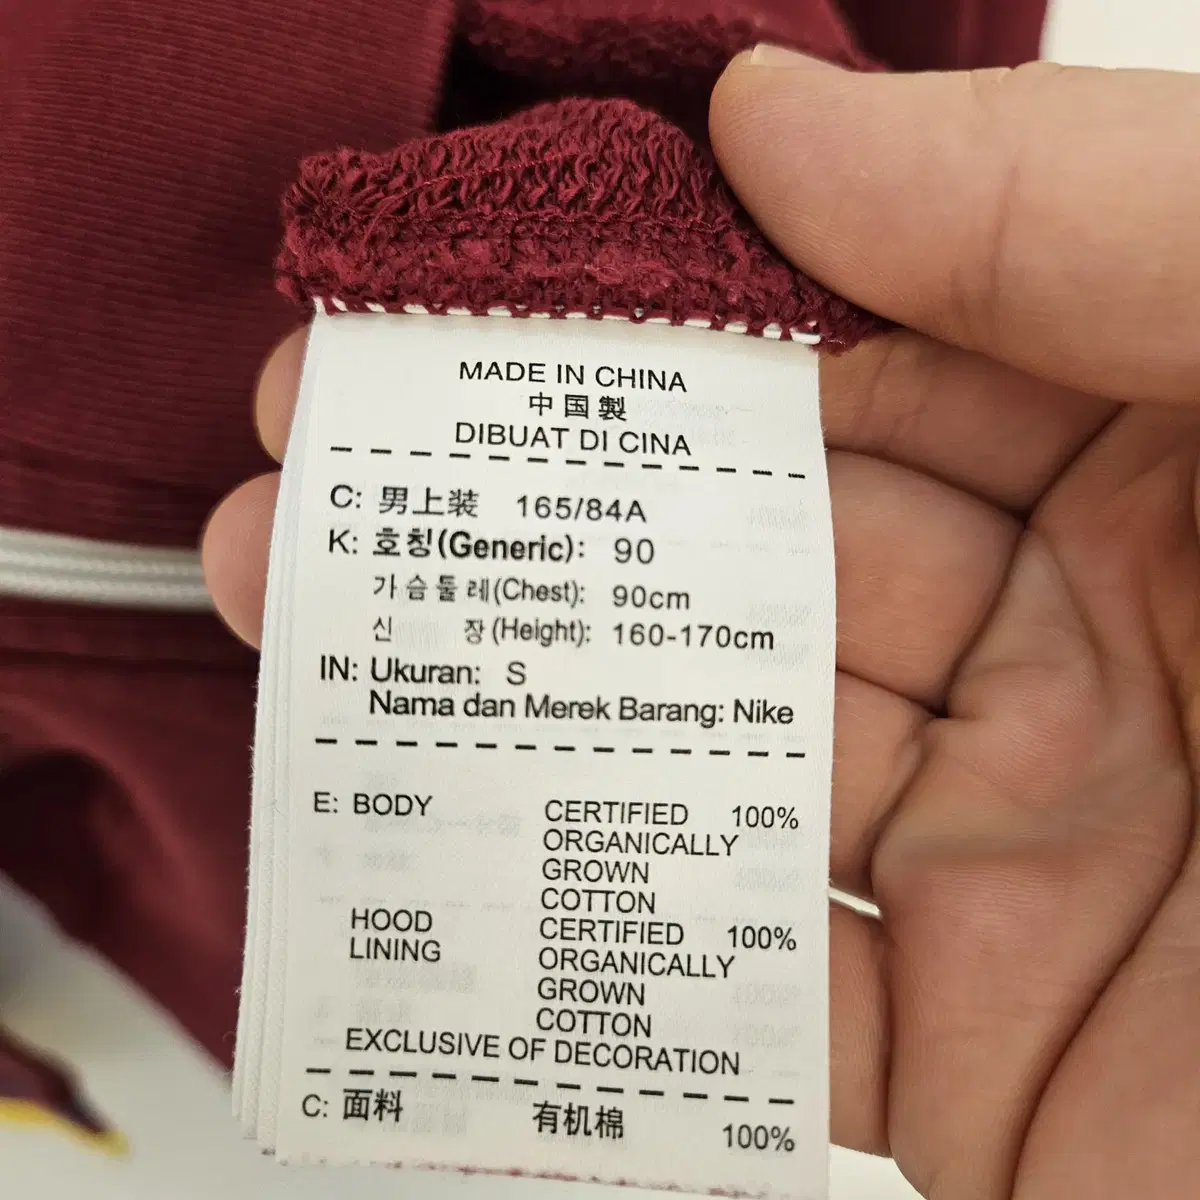 MADE IN CHINA
中国製
DIBUAT DI CINA
C: 男上装 165/84A
K: 호칭(Generic): 90
가슴둘레(Chest): 90cm
신 장(Height): 160-170cm
IN: Ukuran: S
Nama dan Merek Barang: Nike
E: BODY CERTIFIED 100%
ORGANICALLY
GROWN
COTTON
HOOD CERTIFIED 100%
LINING ORGANICALLY
GROWN
COTTON
EXCLUSIVE OF DECORATION
C: 面料 有机棉 100%